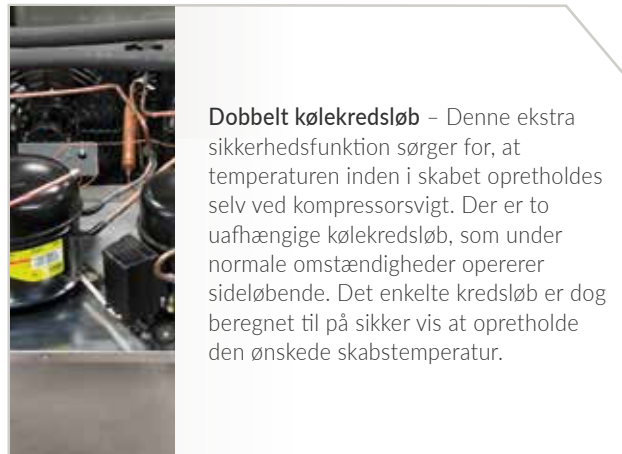 Dobbelt kølekredsløb – Denne ekstra
sikkerhedsfunktion sørger for, at
temperaturen inden i skabet opretholdes
selv ved kompressorsvigt. Der er to
uafhængige kølekredsløb, som under
normale omstændigheder opererer
sideløbende. Det enkelte kredsløb er dog
beregnet til på sikker vis at opretholde
den ønskede skabstemperatur.